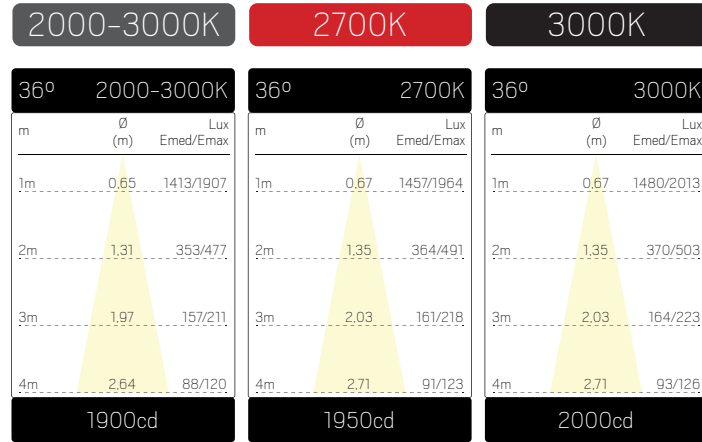 2000-3000K
2700K
3000K
36º 2000-3000K
m Ø (m) Lux Emed/Emax
1m 0,65 1413/1907
2m 1,31 353/477
3m 1,97 157/211
4m 2,64 88/120
1900cd
36º 2700K
m Ø (m) Lux Emed/Emax
1m 0,67 1457/1964
2m 1,35 364/491
3m 2,03 161/218
4m 2,71 91/123
1950cd
36º 3000K
m Ø (m) Lux Emed/Emax
1m 0,67 1480/2013
2m 1,35 370/503
3m 2,03 164/223
4m 2,71 93/126
2000cd